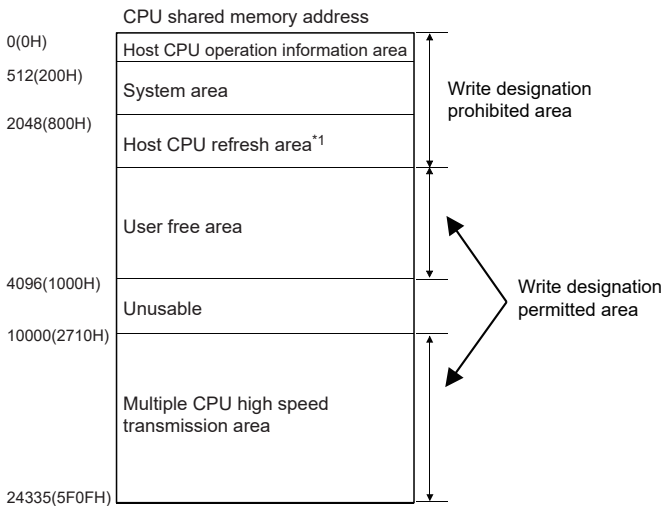 CPU shared memory address
0(0H)
Host CPU operation information area
512(200H)
System area
Write designation
prohibited area
2048(800H)
Host CPU refresh area*1
User free area
4096(1000H)
Write designation
permitted area
Unusable
10000(2710H)
Multiple CPU high speed
transmission area
24335(5F0FH)